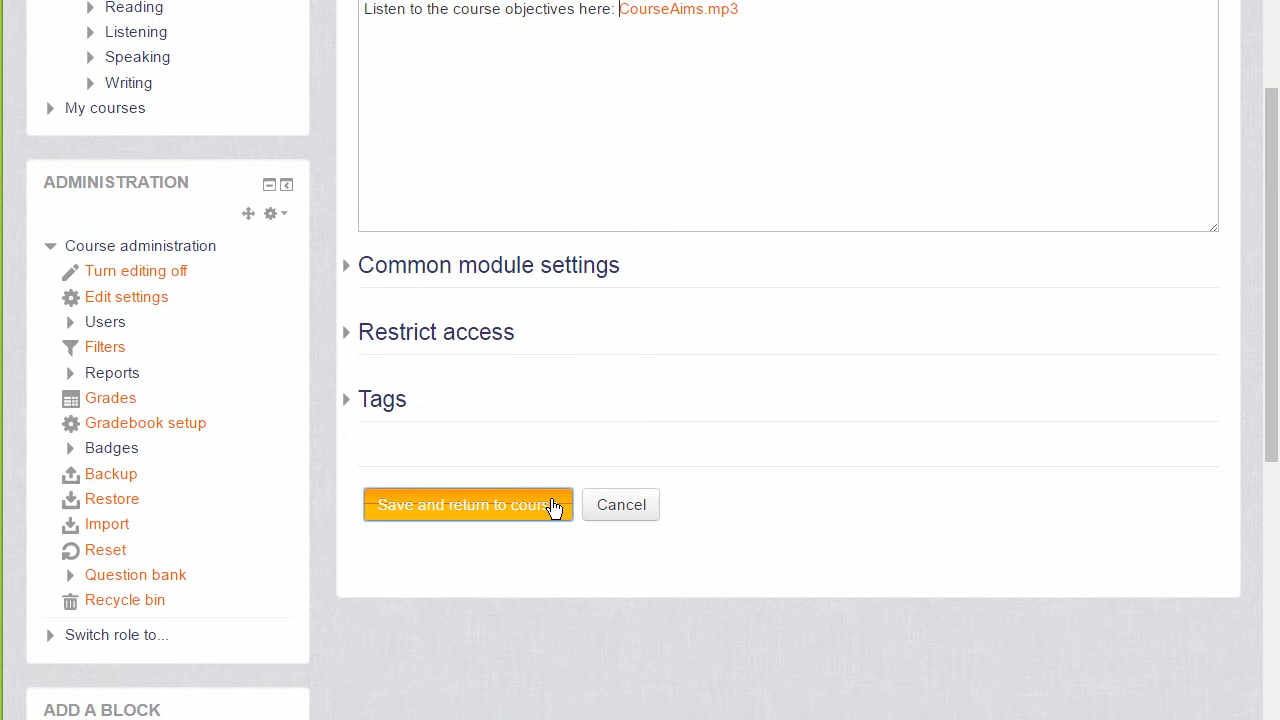 Reading
Listening
Speaking
Writing
My courses
ADMINISTRATION
Course administration
Turn editing off
Edit settings
Users
Filters
Reports
Grades
Gradebook setup
Badges
Backup
Restore
Import
Reset
Question bank
Recycle bin
Switch role to...
ADD A BLOCK
Listen to the course objectives here: CourseAims.mp3
Common module settings
Restrict access
Tags
Save and return to course
Cancel